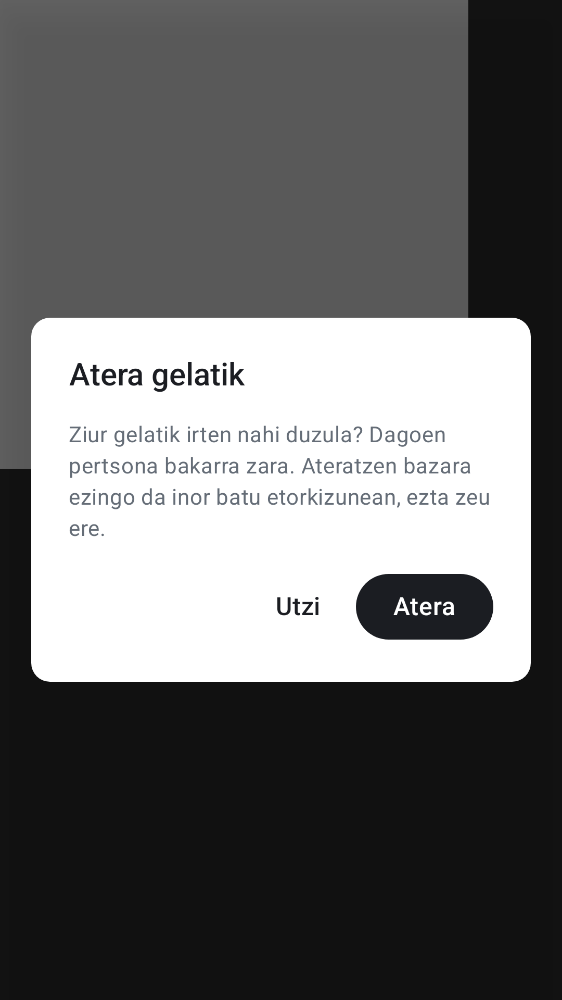 Atera gelatik
Ziur gelatik irten nahi duzula? Dagoen
pertsona bakarra zara. Ateratzen bazara
ezingo da inor batu etorkizunean, ezta zeu
ere.
Utzi
Atera